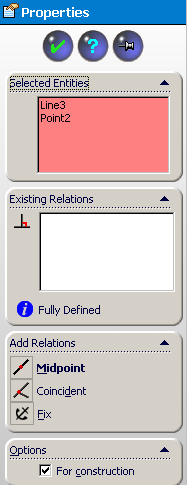 Properties
Selected Entities
Line3
Point2
Existing Relations
Fully Defined
Add Relations
Midpoint
Coincident
Fix
Options
For construction